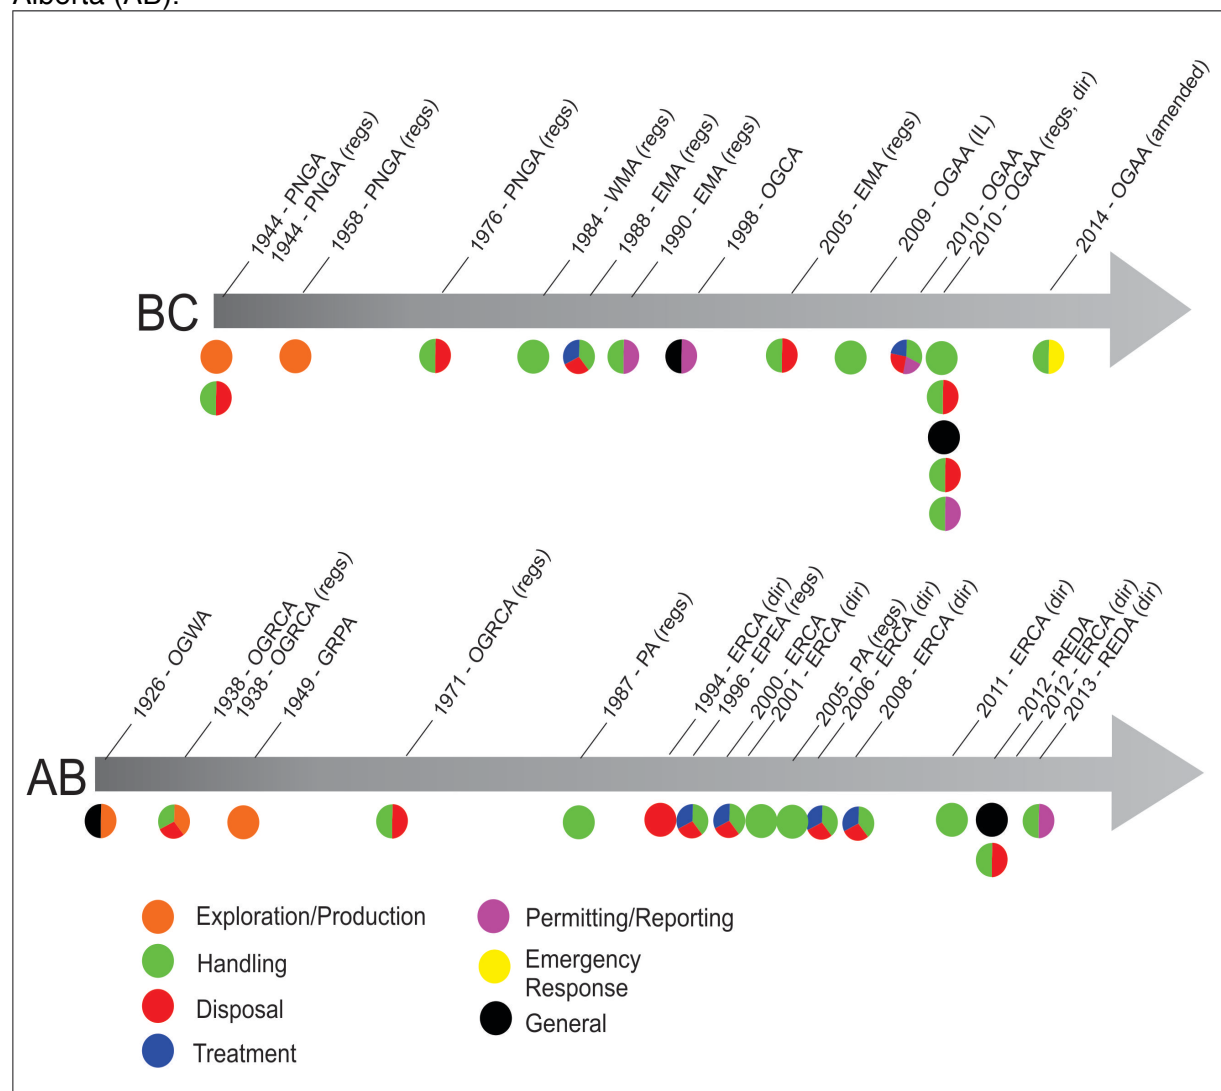 Alberta (AB).
1944 - PNGA
1944 - PNGA (regs)
1958 - PNGA (regs)
1976 - PNGA (regs)
1984 - WMA (regs)
1988 - EMA (regs)
1990 - EMA (regs)
1998 - OGCA
2005 - EMA (regs)
2009 - OGAA (IL)
2010 - OGAA
2010 - OGAA (regs, dir)
2014 - OGAA (amended)
BC
1926 - OGWA
1938 - OGRCA
1938 - OGRCA (regs)
1949 - GRPA
1971 - OGRCA (regs)
1987 - PA (regs)
1994 - ERCA (dir)
1996 - EPEA (regs)
2000 - ERCA
2001 - ERCA (dir)
2005 - PA (regs)
2006 - ERCA (dir)
2008 - ERCA (dir)
2011 - ERCA (dir)
2012 - REDA
2012 - ERCA (dir)
2013 - REDA (dir)
AB
Exploration/Production
Handling
Disposal
Treatment
Permitting/Reporting
Emergency
Response
General